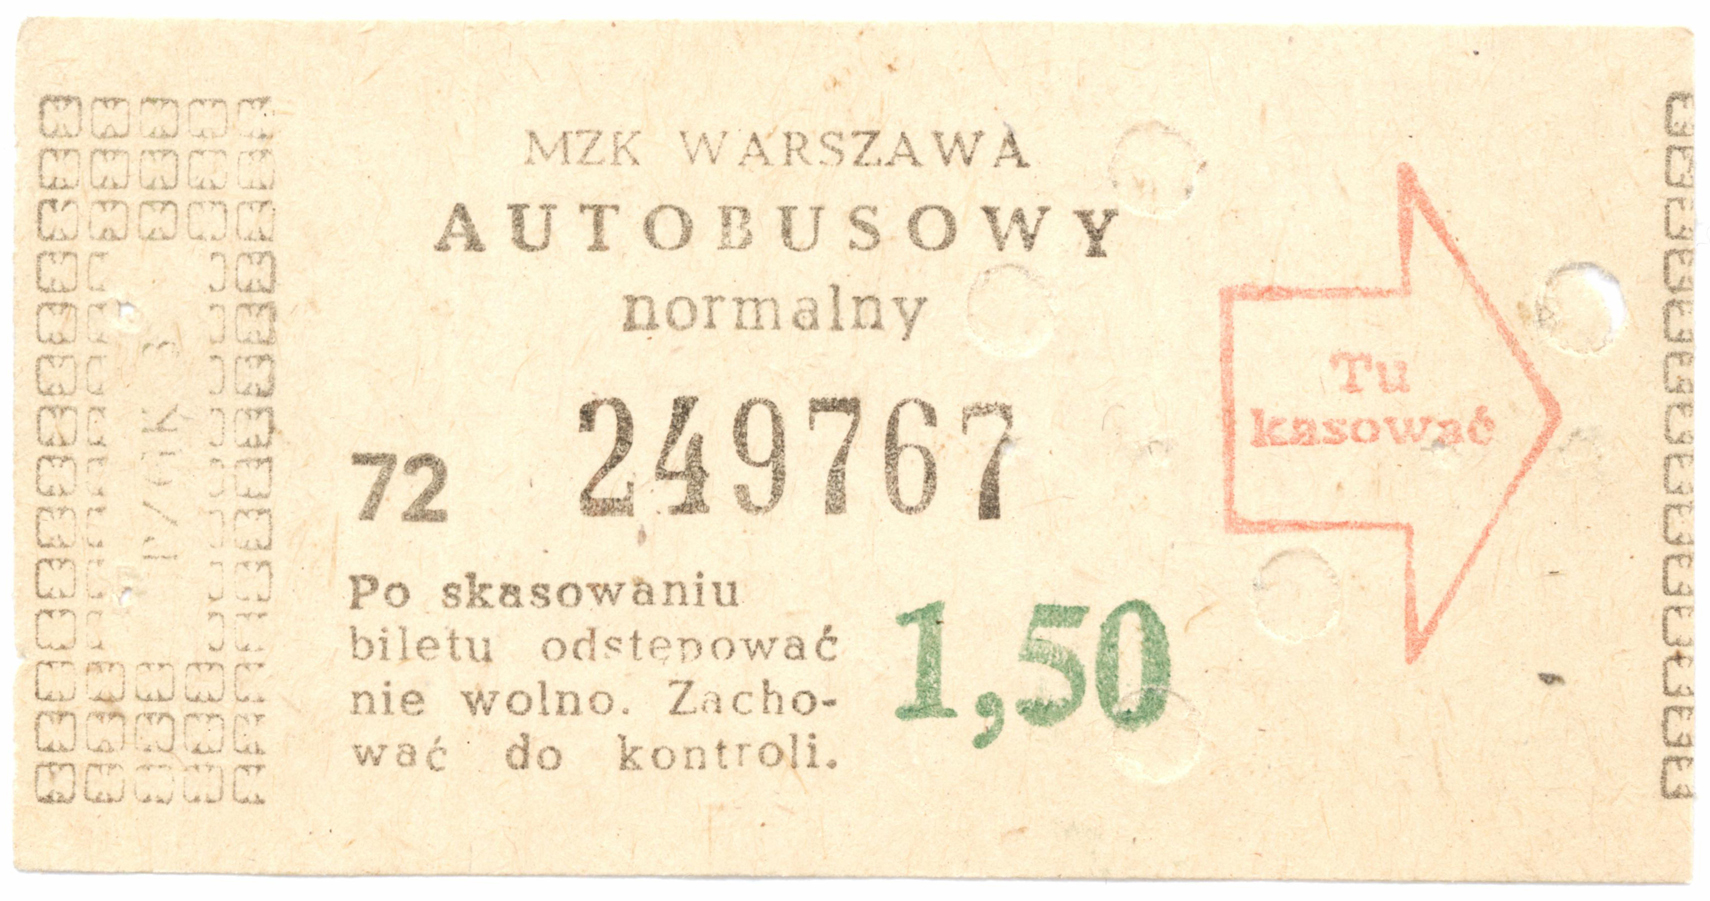 MZK WARSZAWA
AUTOBUSOWY
normalny
72 249767
Po skasowaniu
biletu odstępować
nie wolno. Zacho-
wać do kontroli.
1,50
Tu
kasować